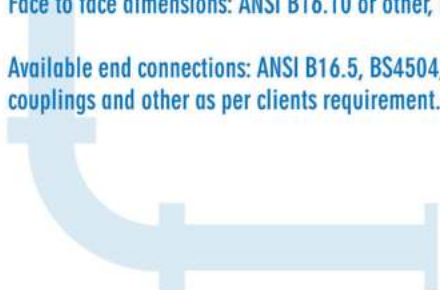 Face to face dimensions: ANSI B16.10 or other,
Available end connections: ANSI B16.5, BS4504,
couplings and other as per clients requirement.